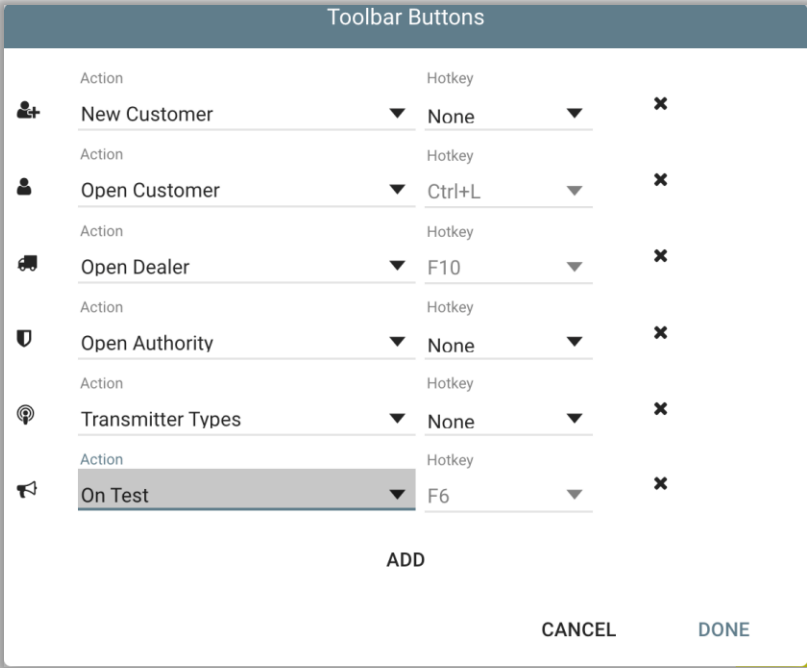 Toolbar Buttons
Action Hotkey
New Customer None
Action Hotkey
Open Customer Ctrl+L
Action Hotkey
Open Dealer F10
Action Hotkey
Open Authority None
Action Hotkey
Transmitter Types None
Action Hotkey
On Test F6
ADD
CANCEL DONE